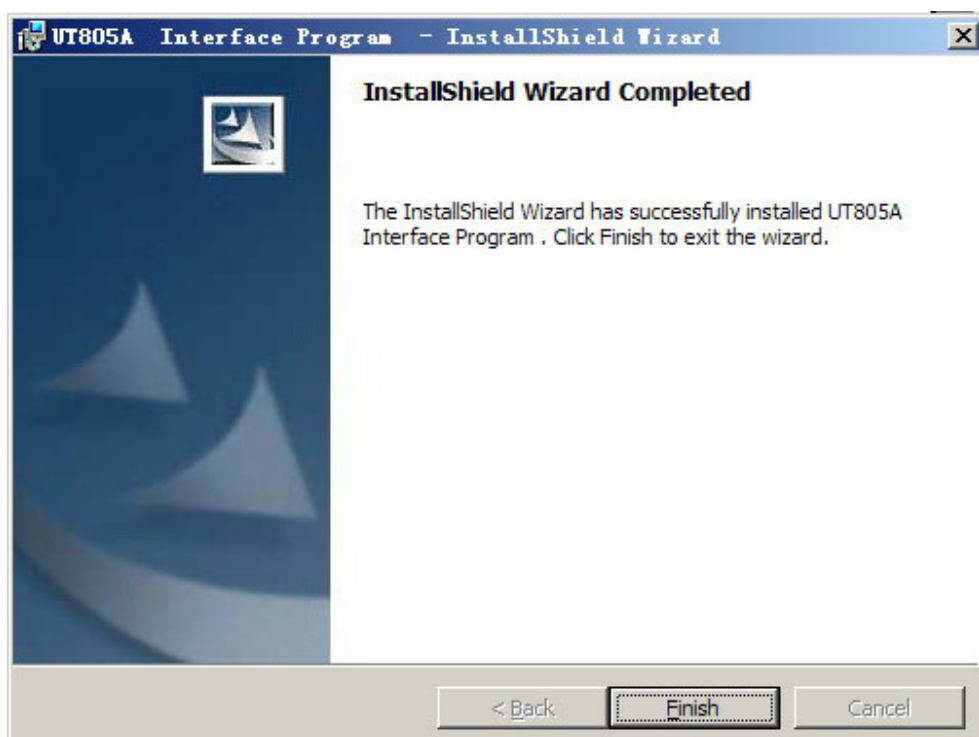 UT805A Interface Program - InstallShield Wizard
InstallShield Wizard Completed
The InstallShield Wizard has successfully installed UT805A
Interface Program . Click Finish to exit the wizard.
< Back
Finish
Cancel